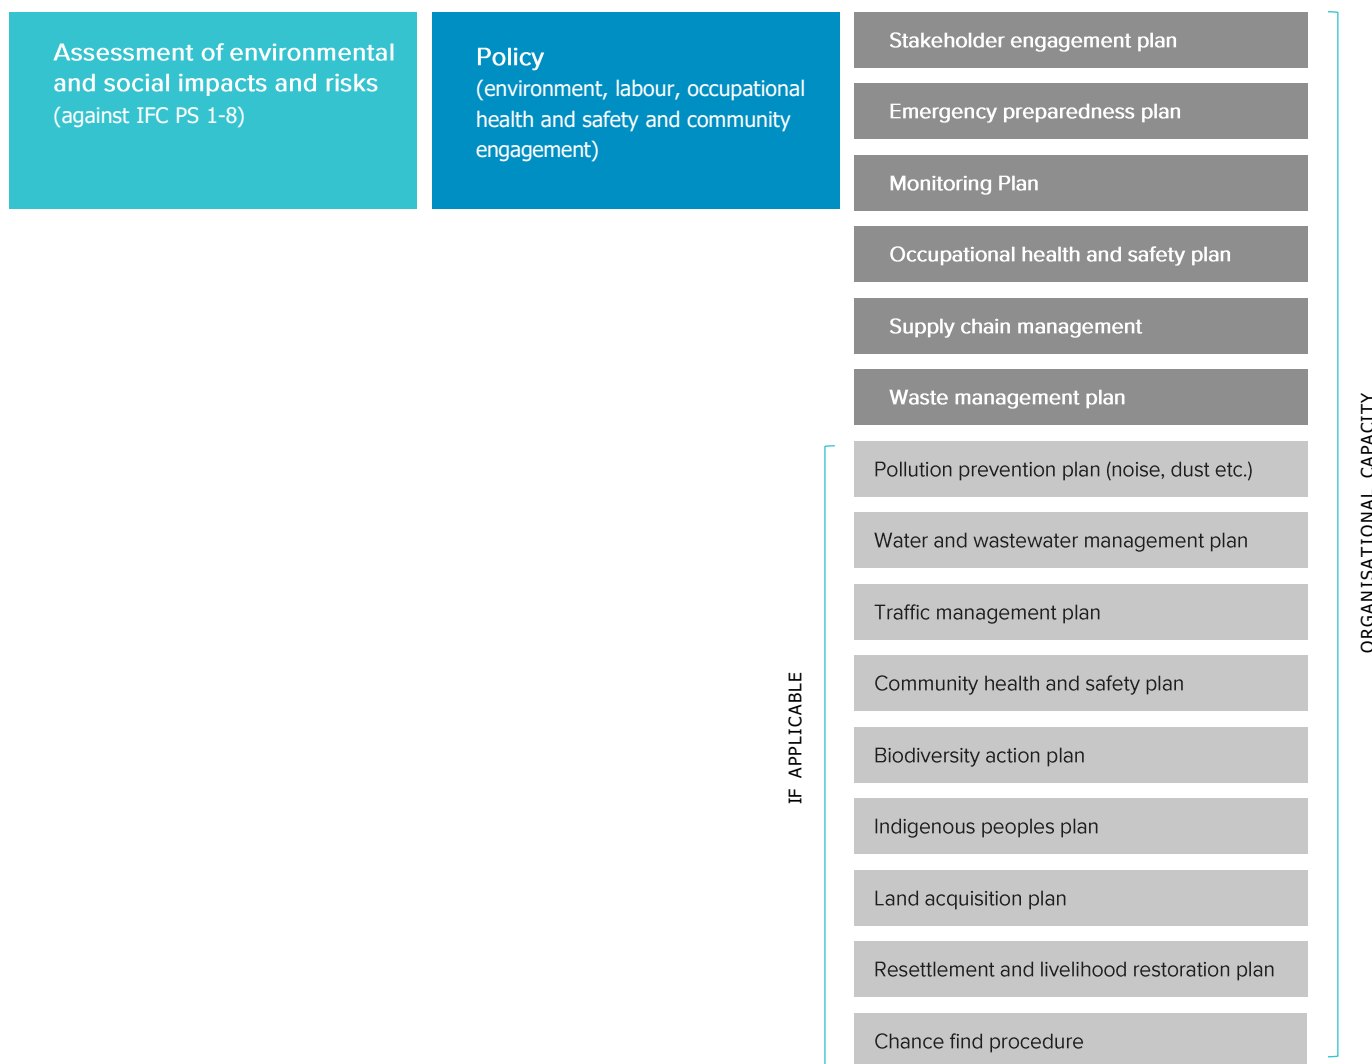 Assessment of environmental
and social impacts and risks
(against IFC PS 1-8)
Policy
(environment, labour, occupational
health and safety and community
engagement)
Stakeholder engagement plan
Emergency preparedness plan
Monitoring Plan
Occupational health and safety plan
Supply chain management
Waste management plan
Pollution prevention plan (noise, dust etc.)
Water and wastewater management plan
Traffic management plan
Community health and safety plan
Biodiversity action plan
Indigenous peoples plan
Land acquisition plan
Resettlement and livelihood restoration plan
Chance find procedure
IF APPLICABLE
ORGANISATIONAL CAPACITY